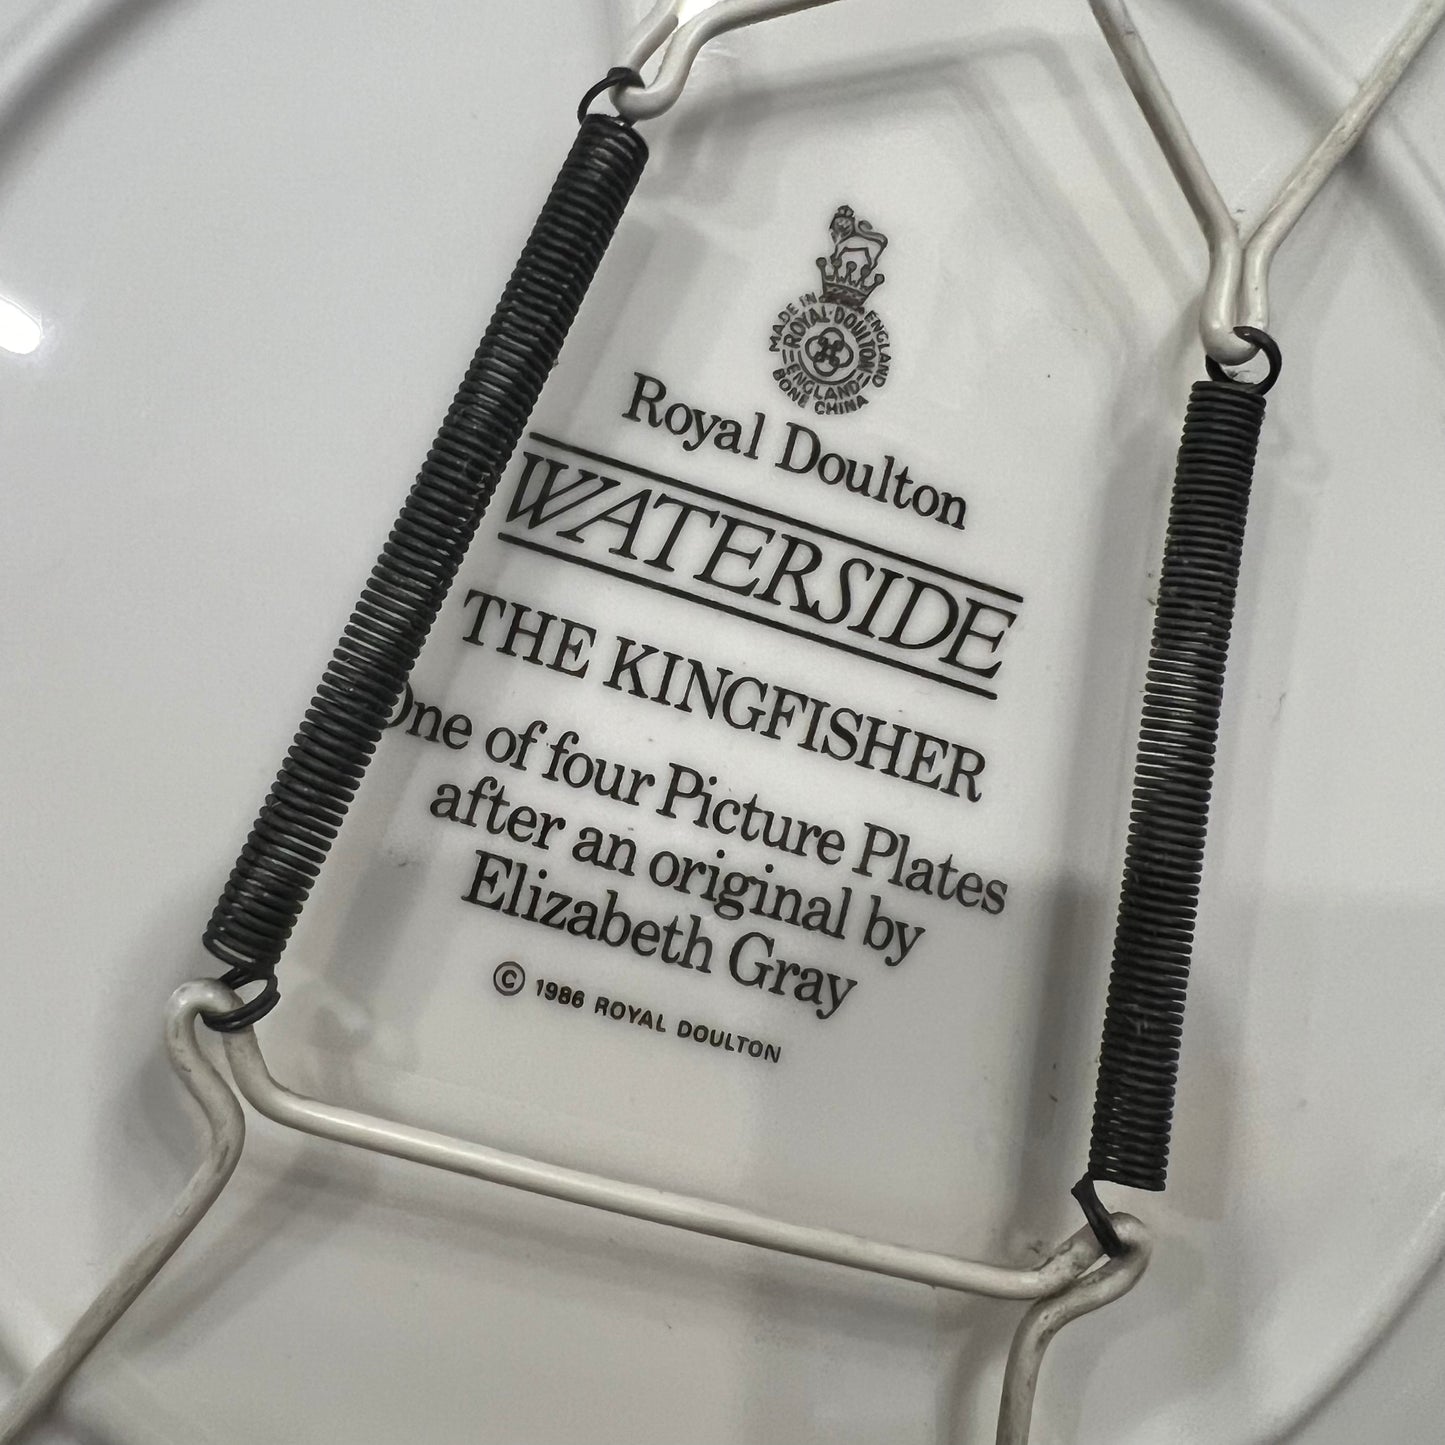 MADE IN ENGLAND
ROYAL·DOULTON
ENGLAND
BONE CHINA
Royal Doulton
WATERSIDE
THE KINGFISHER
One of four Picture Plates
after an original by
Elizabeth Gray
© 1986 ROYAL DOULTON